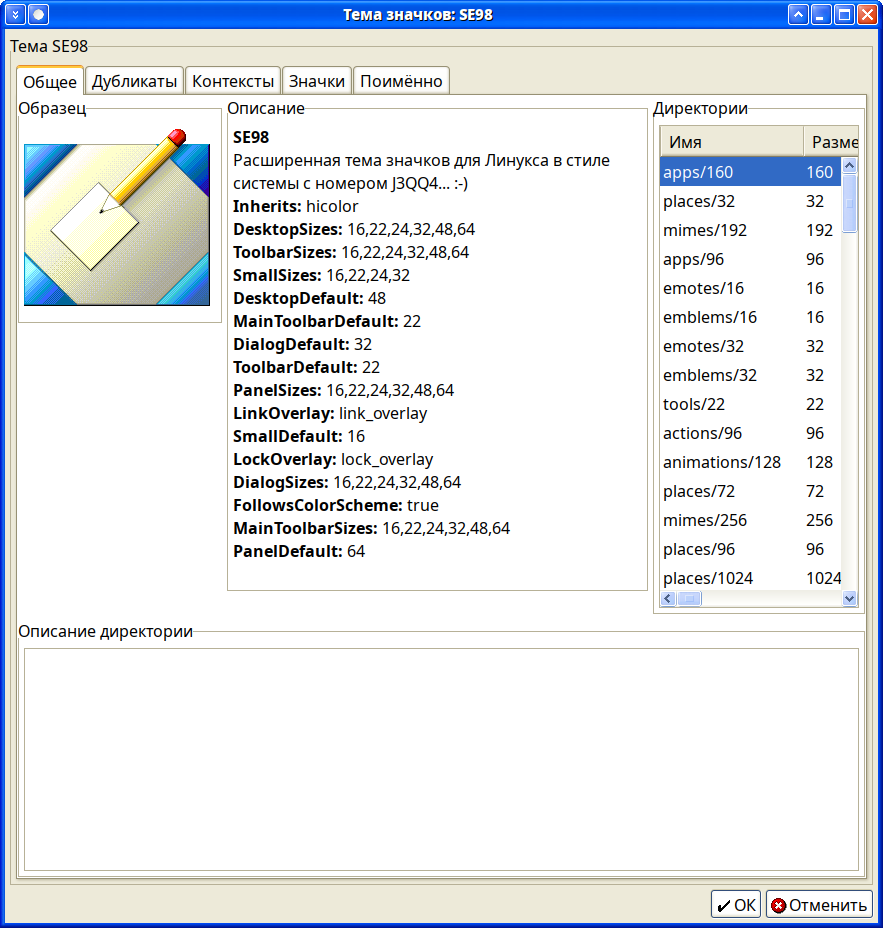 Тема значков: SE98
Тема SE98
Общее
Дубликаты
Контексты
Значки
Поимённо
Образец
Описание
SE98
Расширенная тема значков для Линукса в стиле
системы с номером J3QQ4... :-)
Inherits: hicolor
DesktopSizes: 16,22,24,32,48,64
ToolbarSizes: 16,22,24,32,48,64
SmallSizes: 16,22,24,32
DesktopDefault: 48
MainToolbarDefault: 22
DialogDefault: 32
ToolbarDefault: 22
PanelSizes: 16,22,24,32,48,64
LinkOverlay: link_overlay
SmallDefault: 16
LockOverlay: lock_overlay
DialogSizes: 16,22,24,32,48,64
FollowsColorScheme: true
MainToolbarSizes: 16,22,24,32,48,64
PanelDefault: 64
Директории
Имя Разме
apps/160 160
places/32 32
mimes/192 192
apps/96 96
emotes/16 16
emblems/16 16
emotes/32 32
emblems/32 32
tools/22 22
actions/96 96
animations/128 128
places/72 72
mimes/256 256
places/96 96
places/1024 1024
Описание директории
OK
Отменить